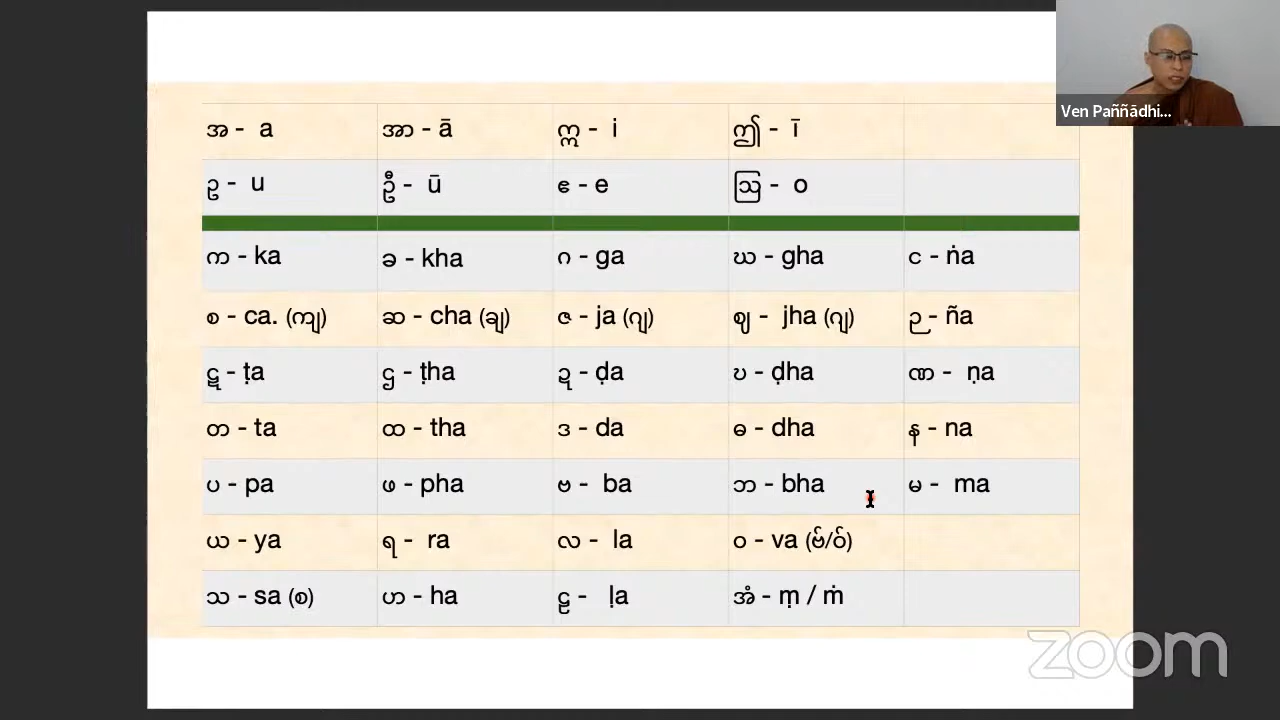 Ven Paññādhi...
အ - a အာ - ā ဣ - i ဤ - ī
ဥ - u ဦ - ū ဧ - e ဩ - o
က - ka ခ - kha ဂ - ga ဃ - gha င - ṅa
စ - ca. (ကျ) ဆ - cha (ချ) ဇ - ja (ဂျ) ဈ - jha (ဂျ) ဉ - ña
ဋ - ṭa ဌ - ṭha ဍ - ḍa ဎ - ḍha ဏ - ṇa
တ - ta ထ - tha ဒ - da ဓ - dha န - na
ပ - pa ဖ - pha ဗ - ba ဘ - bha မ - ma
ယ - ya ရ - ra လ - la ဝ - va (ဗ်/ဝ်)
သ - sa (စ) ဟ - ha ဠ - ḷa အံ - ṃ / ṁ
zoom